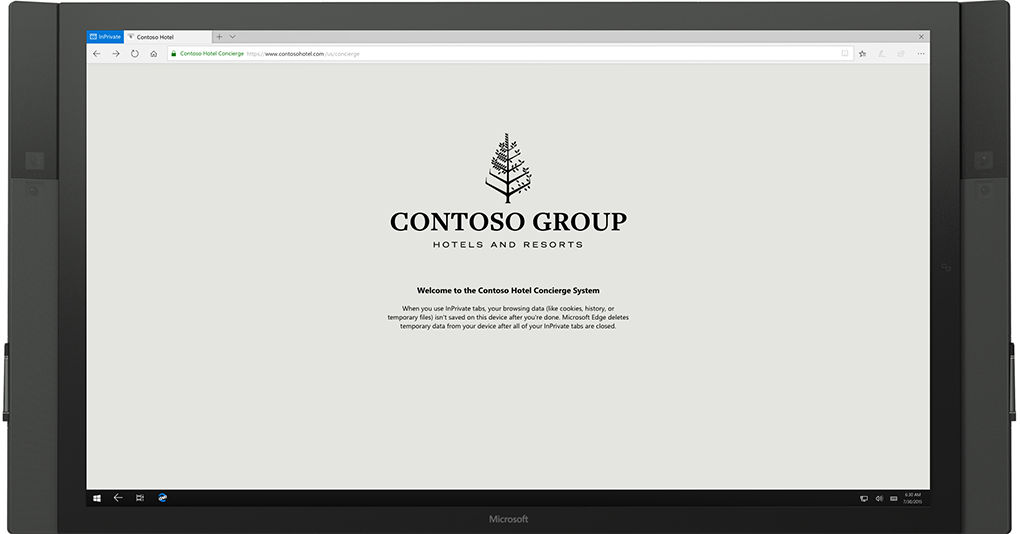 InPrivate Contoso Hotel
Contoso Hotel Concierge https://www.contosohotel.com/us/concierge
CONTOSO GROUP
HOTELS AND RESORTS
Welcome to the Contoso Hotel Concierge System
When you use InPrivate tabs, your browsing data (like cookies, history, or
temporary files) isn't saved on this device after you're done. Microsoft Edge deletes
temporary data from your device after all of your InPrivate tabs are closed.
6:30 AM
7/30/2015
Microsoft